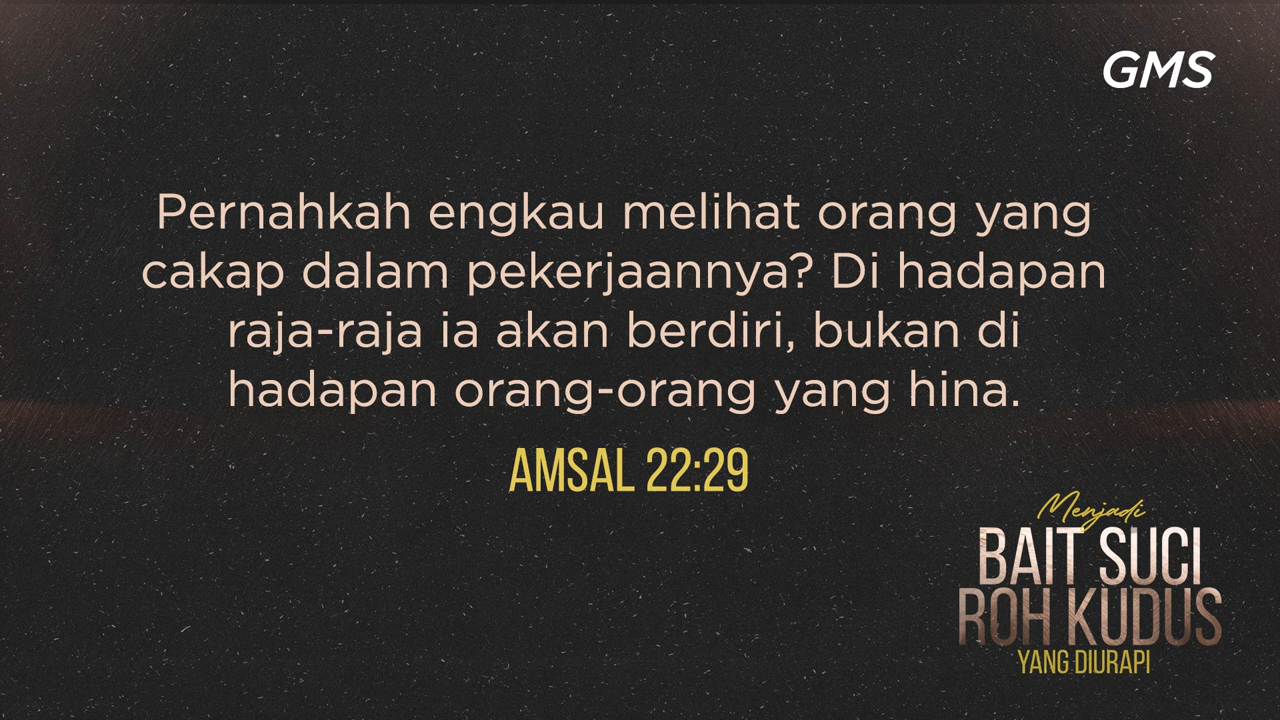 GMS
Pernahkah engkau melihat orang yang
cakap dalam pekerjaannya? Di hadapan
raja-raja ia akan berdiri, bukan di
hadapan orang-orang yang hina.
AMSAL 22:29
Menjadi
BAIT SUCI
ROH KUDUS
YANG DIURAPI